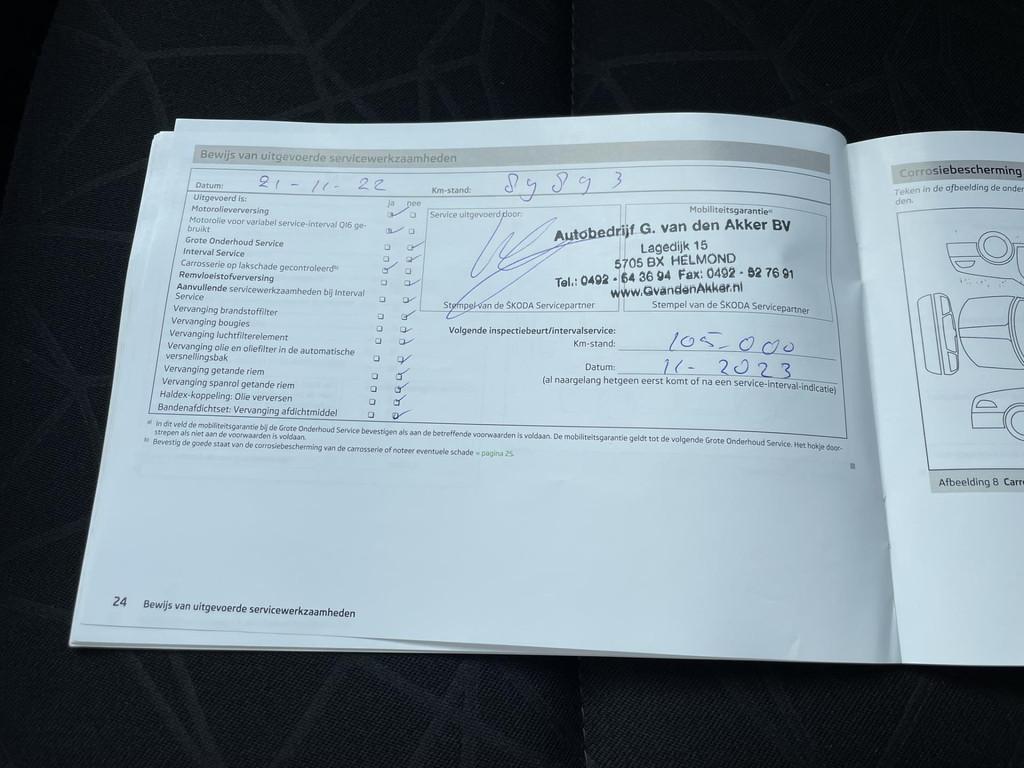 Bewijs van uitgevoerde servicewerkzaamheden
Datum: 21 - 11 - 22 Km-stand: 89893
Uitgevoerd is: ja nee
Motorolieverversing
Motorolie voor variabel service-interval QI6 ge-
bruikt
Grote Onderhoud Service
Interval Service
Carrosserie op lakschade gecontroleerd b)
Remvloeistofverversing
Aanvullende servicewerkzaamheden bij Interval
Service
Vervanging brandstoffilter
Vervanging bougies
Vervanging luchtfilterelement
Vervanging olie en oliefilter in de automatische
versnellingsbak
Vervanging getande riem
Vervanging spanrol getande riem
Haldex-koppeling: Olie verversen
Bandenafdichtset: Vervanging afdichtmiddel
Service uitgevoerd door:
Mobiliteitsgarantie a)
Autobedrijf G. van den Akker BV
Lagedijk 15
5705 BX HELMOND
Tel.: 0492 - 54 36 94 Fax: 0492 - 52 76 91
www.GvandenAkker.nl
Stempel van de ŠKODA Servicepartner
Stempel van de ŠKODA Servicepartner
Volgende inspectiebeurt/intervalservice:
Km-stand: 105-000
Datum: 11 - 2023
(al naargelang hetgeen eerst komt of na een service-interval-indicatie)
a) In dit veld de mobiliteitsgarantie bij de Grote Onderhoud Service bevestigen als aan de betreffende voorwaarden is voldaan. De mobiliteitsgarantie geldt tot de volgende Grote Onderhoud Service. Het hokje door-
strepen als niet aan de voorwaarden is voldaan.
b) Bevestig de goede staat van de corrosiebescherming van de carrosserie of noteer eventuele schade » pagina 25.
24 Bewijs van uitgevoerde servicewerkzaamheden
Corrosiebescherming
Teken in de afbeelding de onder
den.
Afbeelding 8 Carr